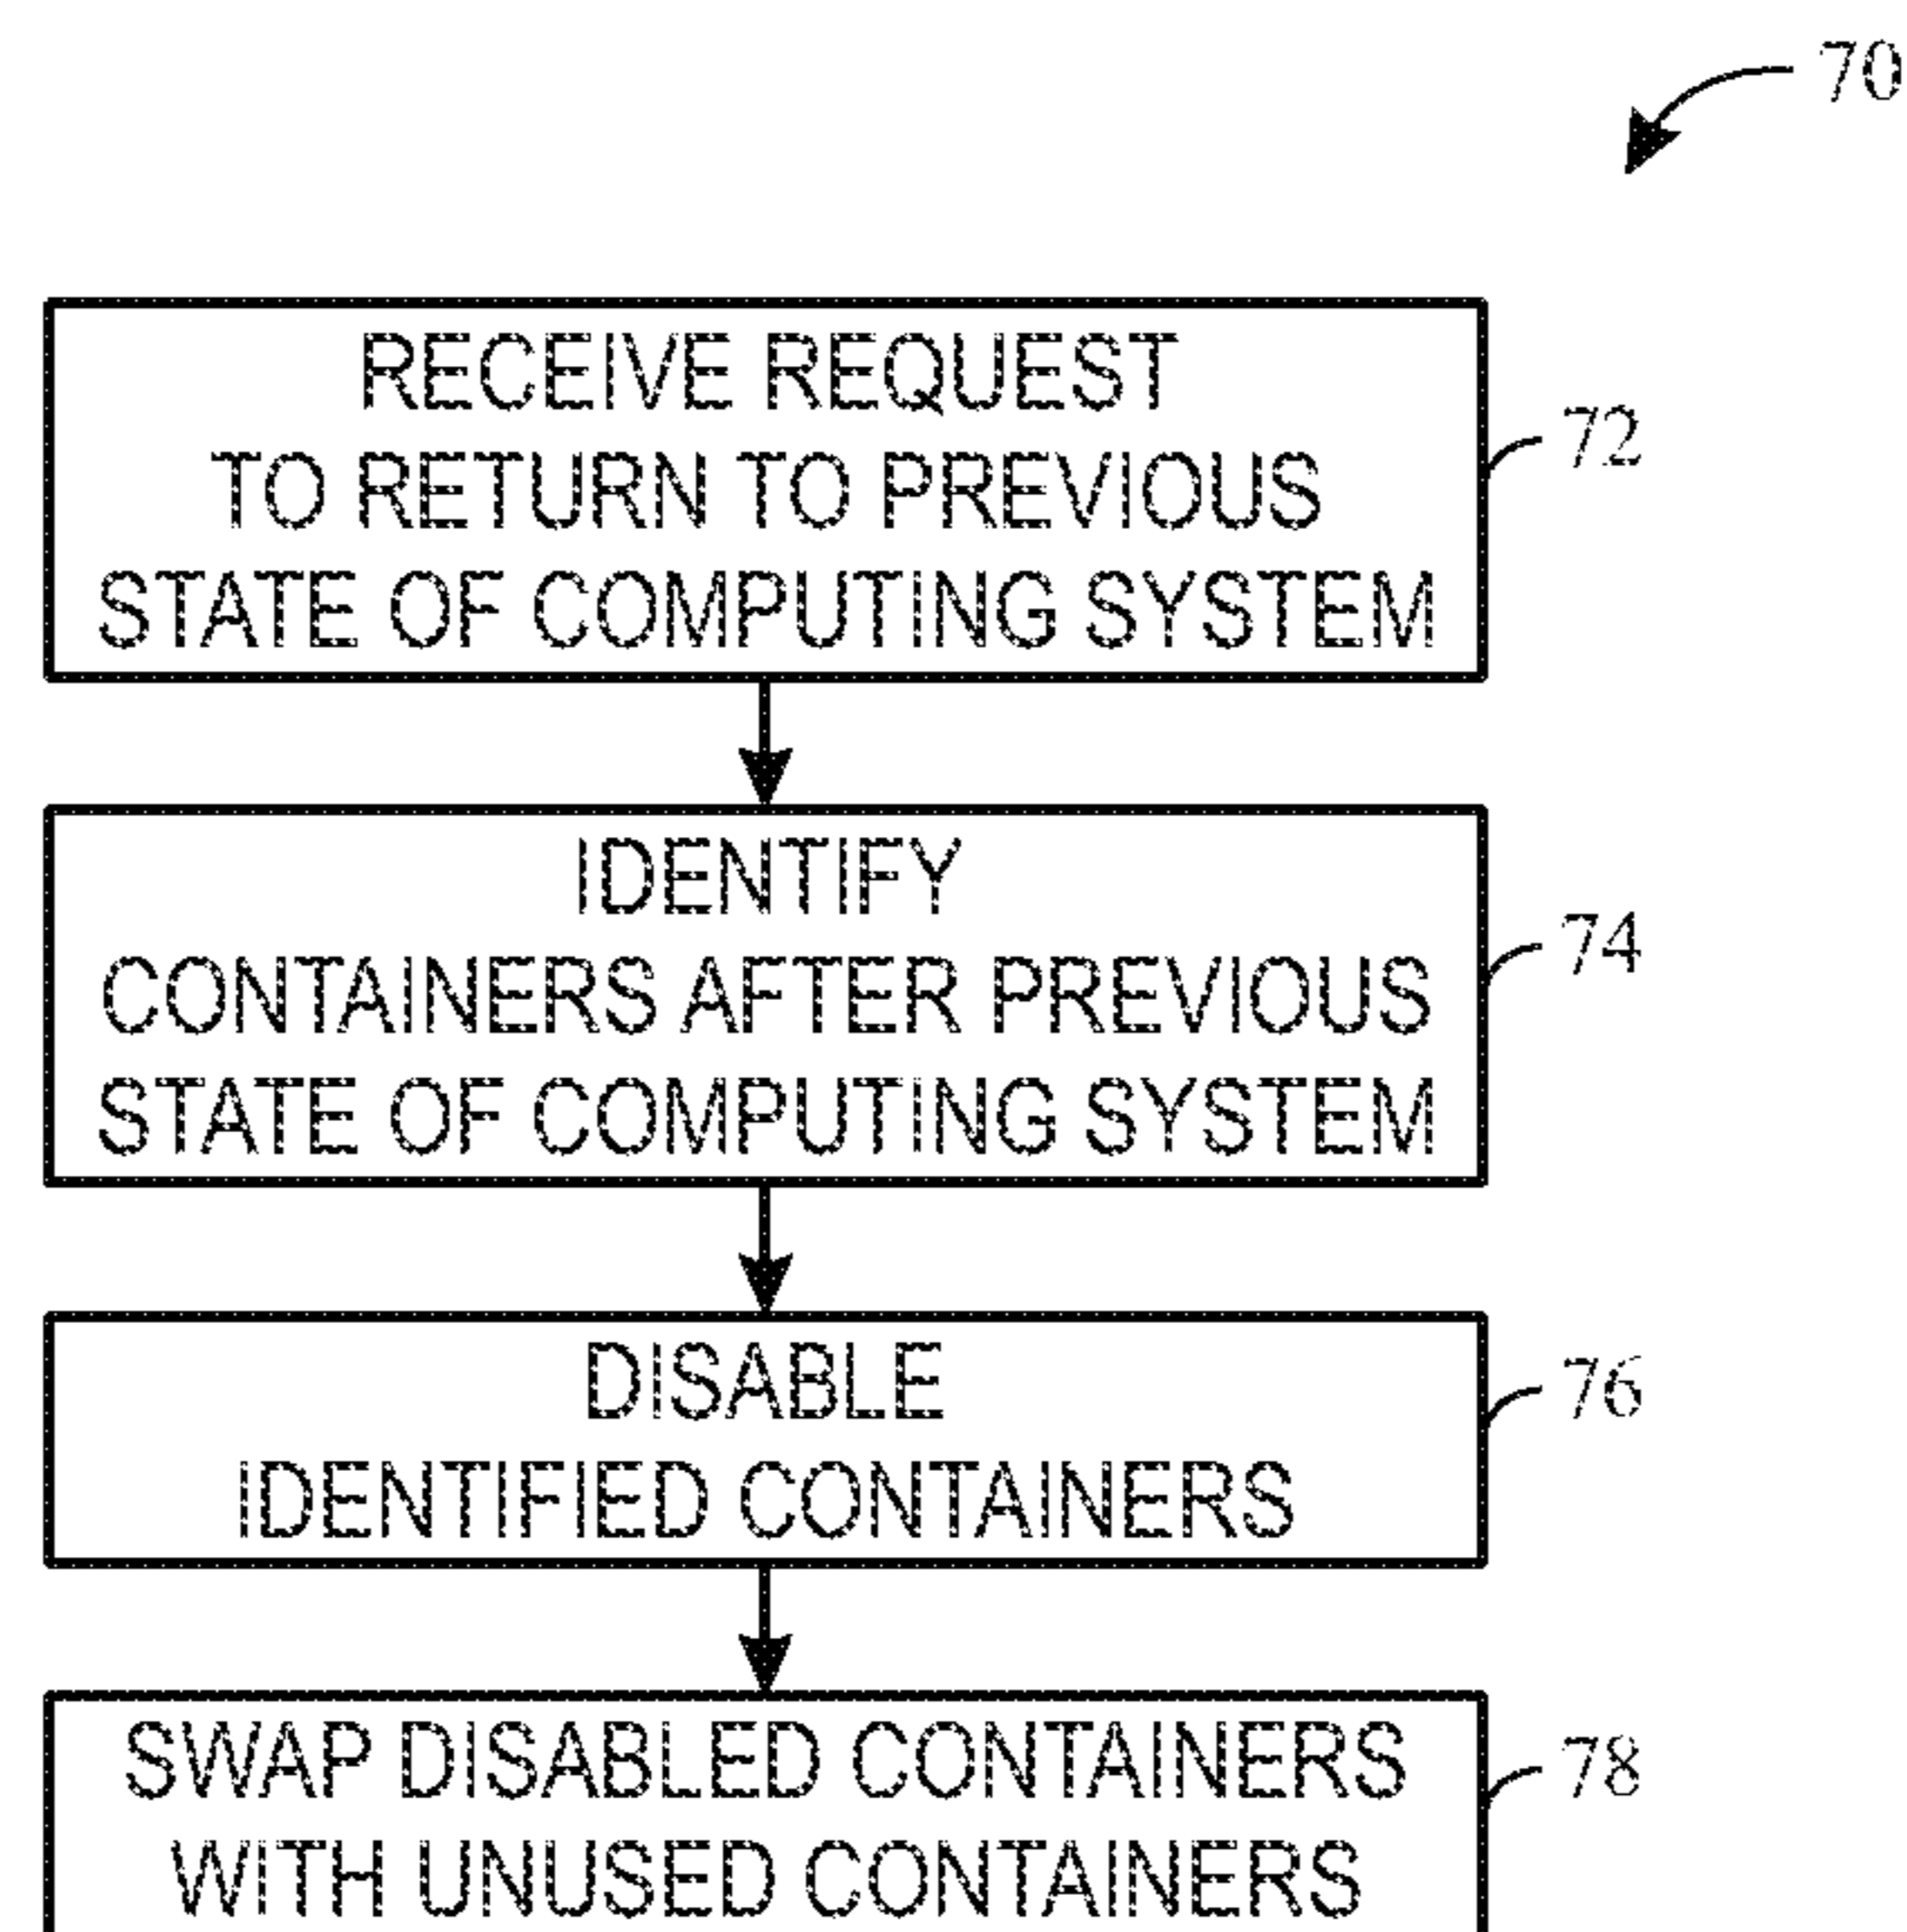 70
RECEIVE REQUEST
TO RETURN TO PREVIOUS
STATE OF COMPUTING SYSTEM
72
IDENTIFY
CONTAINERS AFTER PREVIOUS
STATE OF COMPUTING SYSTEM
74
DISABLE
IDENTIFIED CONTAINERS
76
SWAP DISABLED CONTAINERS
WITH UNUSED CONTAINERS
78